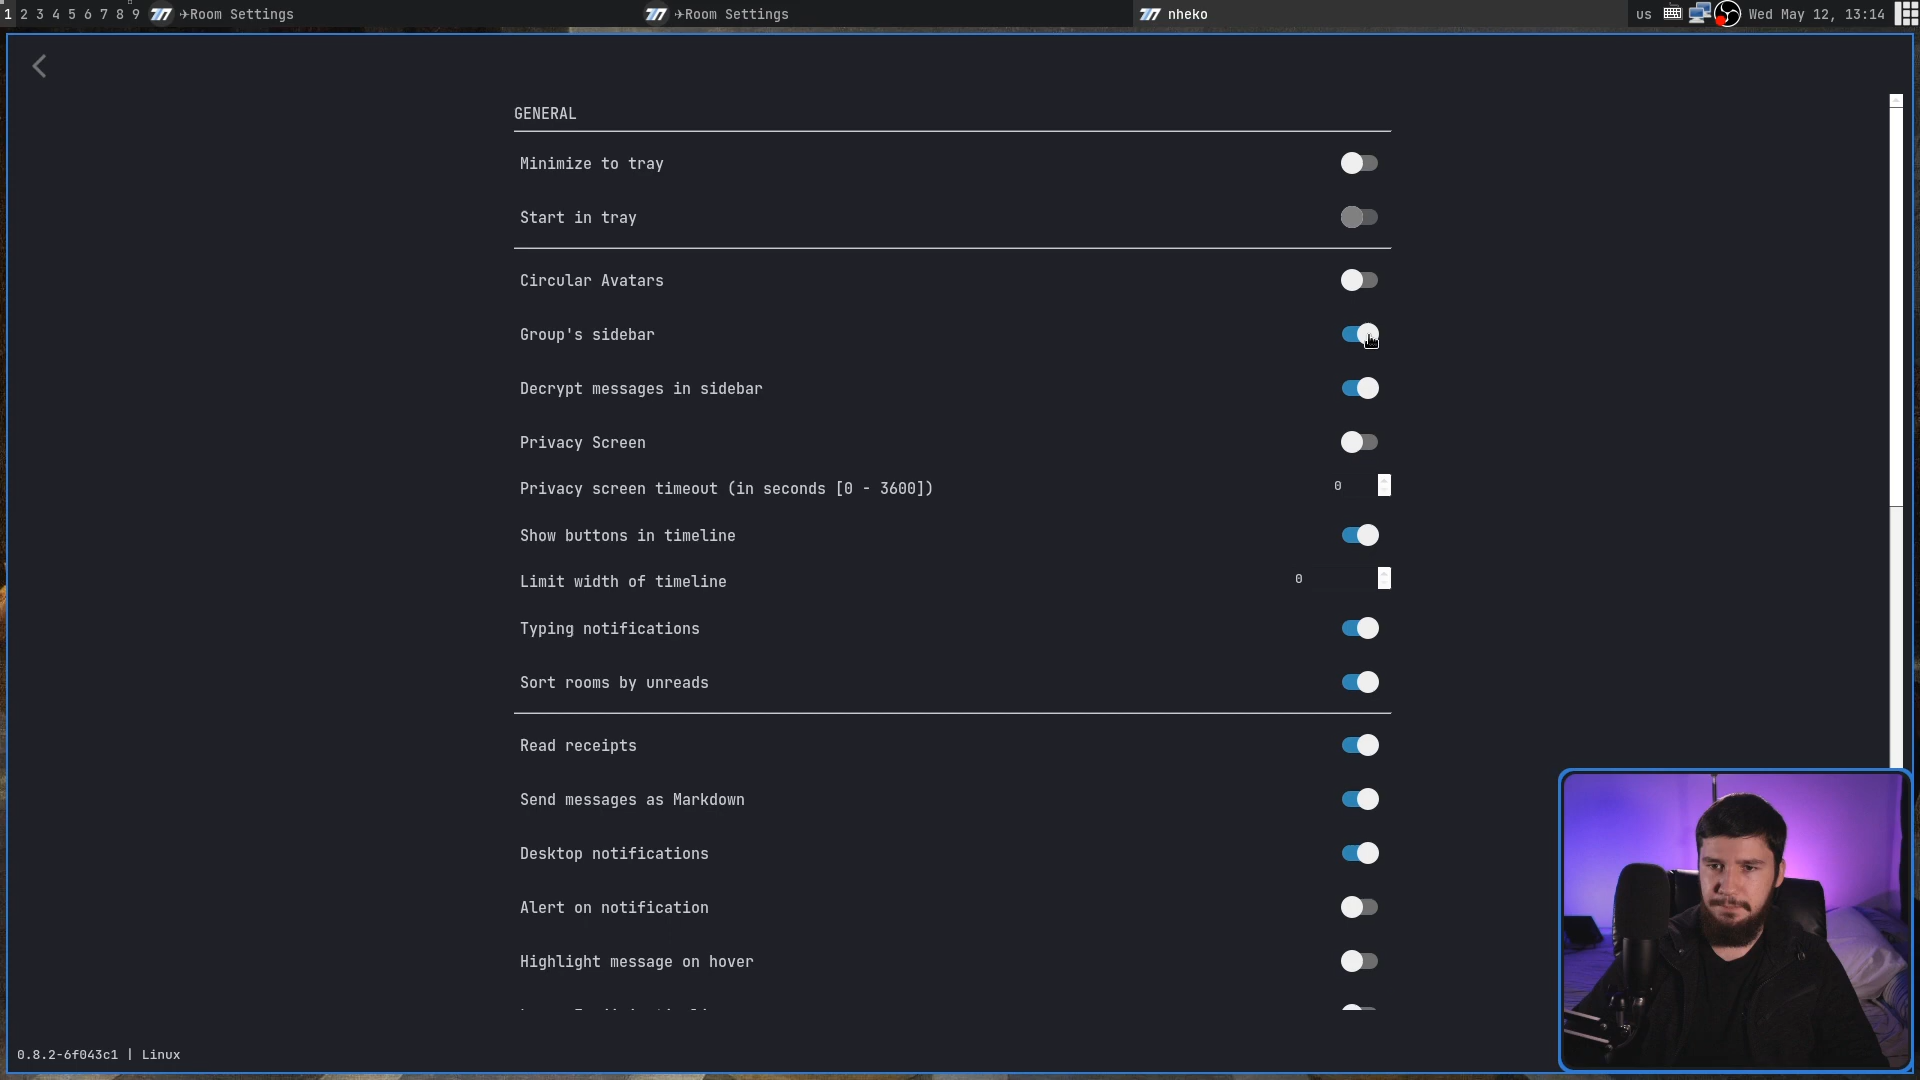 1 2 3 4 5 6 7 8 9 ✈Room Settings ✈Room Settings nheko us Wed May 12, 13:14
GENERAL
Minimize to tray
Start in tray
Circular Avatars
Group's sidebar
Decrypt messages in sidebar
Privacy Screen
Privacy screen timeout (in seconds [0 - 3600]) 0
Show buttons in timeline
Limit width of timeline 0
Typing notifications
Sort rooms by unreads
Read receipts
Send messages as Markdown
Desktop notifications
Alert on notification
Highlight message on hover
0.8.2-6f043c1 | Linux